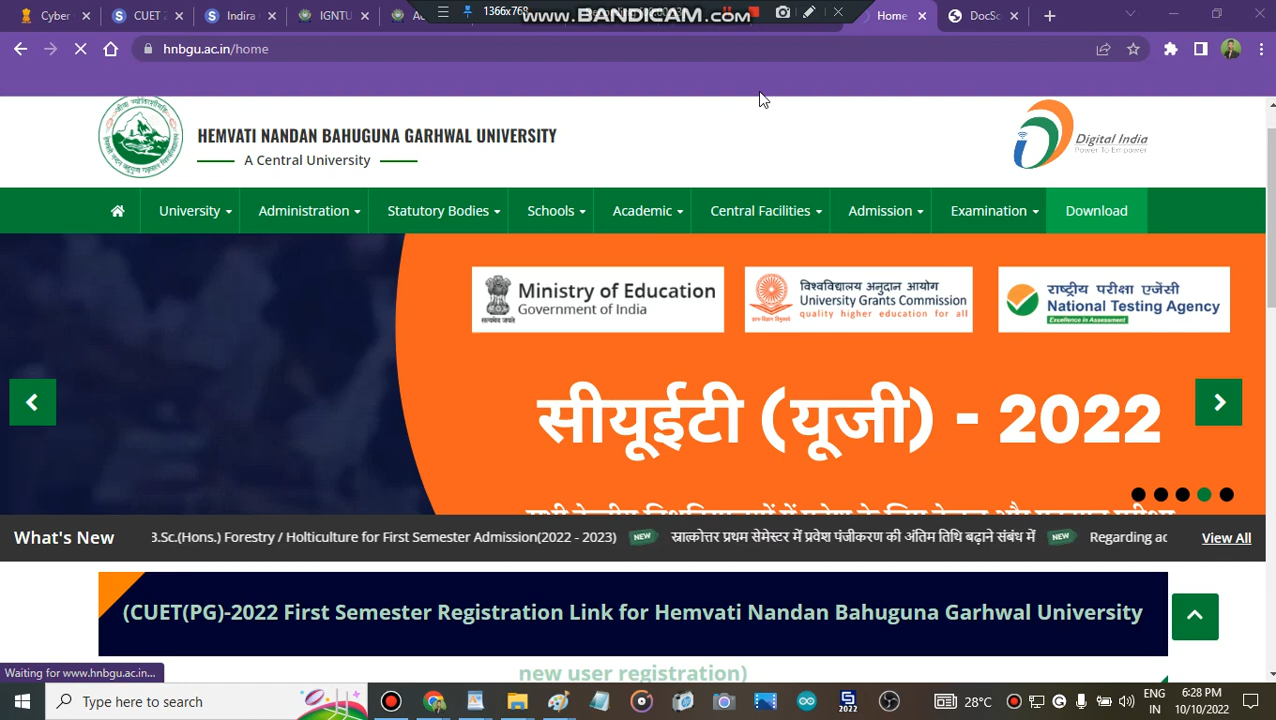 Cyber
CUET
Indira
IGNTU
1366x768
www.BANDICAM.com
Home
DocSc
hnbgu.ac.in/home
HEMVATI NANDAN BAHUGUNA GARHWAL UNIVERSITY
A Central University
Digital India
Power To Empower
University
Administration
Statutory Bodies
Schools
Academic
Central Facilities
Admission
Examination
Download
Ministry of Education
Government of India
सत्यमेव जयते
विश्वविद्यालय अनुदान आयोग
University Grants Commission
quality higher education for all
राष्ट्रीय परीक्षा एजेंसी
National Testing Agency
Excellence in Assessment
सीयूईटी (यूजी) - 2022
What's New
B.Sc.(Hons.) Forestry / Holticulture for First Semester Admission(2022 - 2023)
NEW
स्नात्कोत्तर प्रथम सेमेस्टर में प्रवेश पंजीकरण की अंतिम तिथि बढ़ाने संबंध में
NEW
Regarding ac
View All
(CUET(PG)-2022 First Semester Registration Link for Hemvati Nandan Bahuguna Garhwal University
new user registration)
Waiting for www.hnbgu.ac.in...
Type here to search
28°C
ENG
IN
6:28 PM
10/10/2022